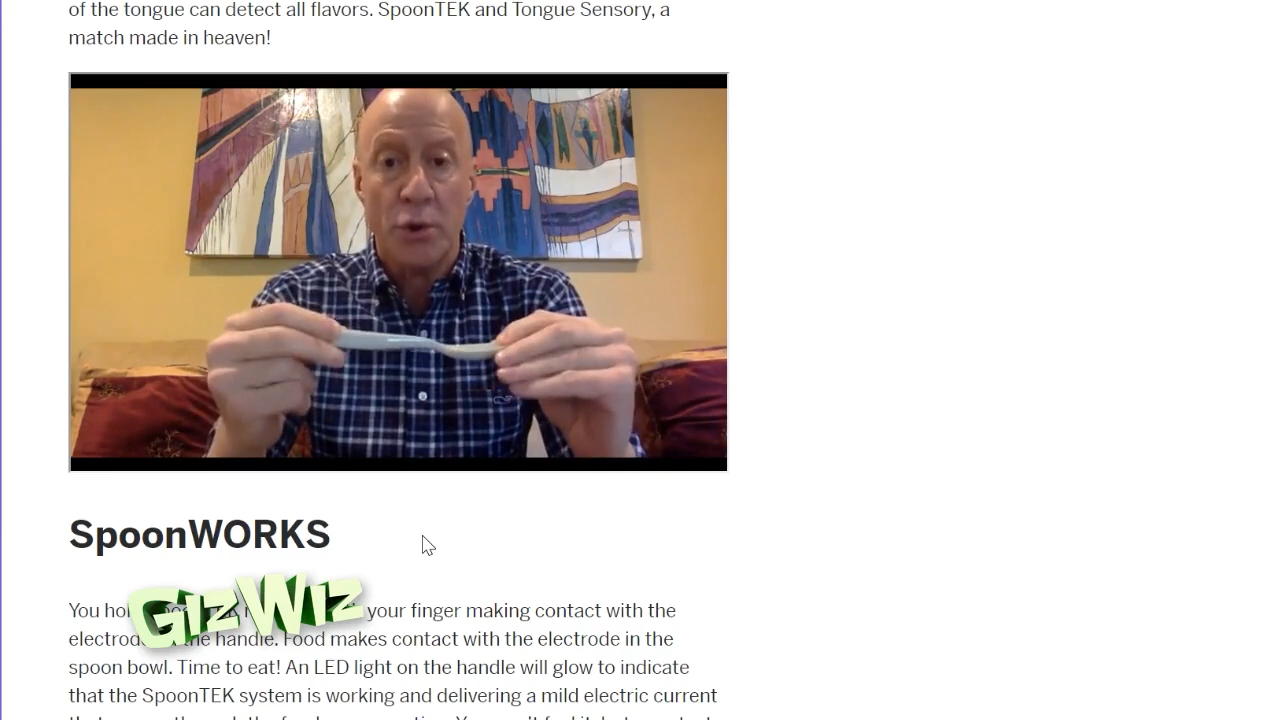 of the tongue can detect all flavors. SpoonTEK and Tongue Sensory, a
match made in heaven!
SpoonWORKS
You your finger making contact with the
the handle. Food makes contact with the electrode in the
spoon bowl. Time to eat! An LED light on the handle will glow to indicate
that the SpoonTEK system is working and delivering a mild electric current
GizWiz